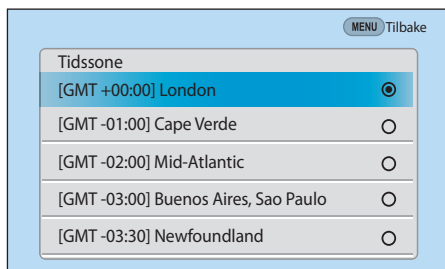 MENU Tilbake
Tidssone
[GMT +00:00] London
[GMT -01:00] Cape Verde
[GMT -02:00] Mid-Atlantic
[GMT -03:00] Buenos Aires, Sao Paulo
[GMT -03:30] Newfoundland